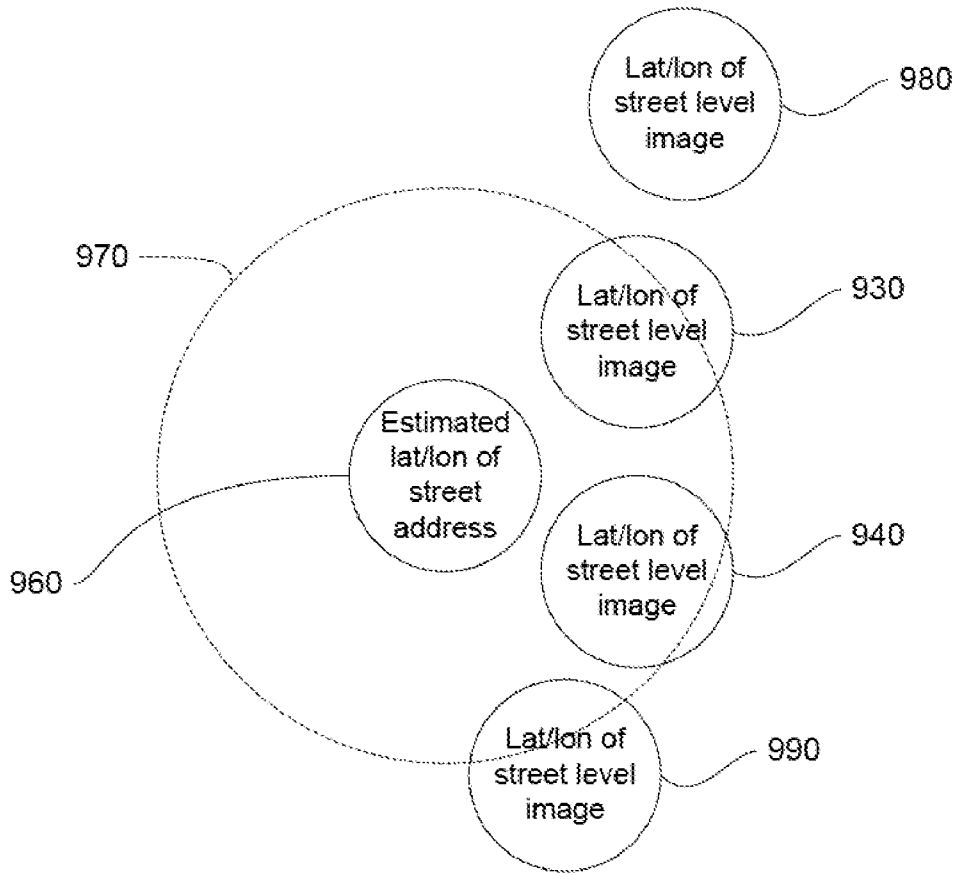 Lat/lon of
street level
image
980
970
Lat/lon of
street level
image
930
Estimated
lat/lon of
street
address
960
Lat/lon of
street level
image
940
Lat/lon of
street level
image
990